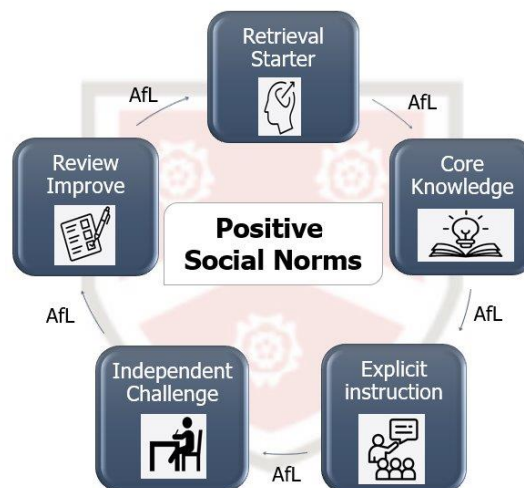 Retrieval
Starter
AfL
AfL
Review
Improve
Core
Knowledge
Positive
Social Norms
AfL
AfL
Independent
Challenge
Explicit
instruction
AfL